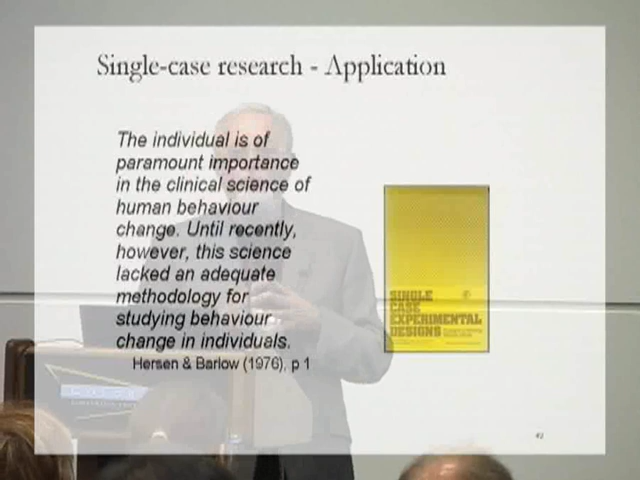 Single-case research - Application
The individual is of
paramount importance
in the clinical science of
human behaviour
change. Until recently,
however, this science
lacked an adequate
methodology for
studying behaviour
change in individuals.
Hersen & Barlow (1976), p 1
SINGLE
CASE
EXPERIMENTAL
DESIGNS
42